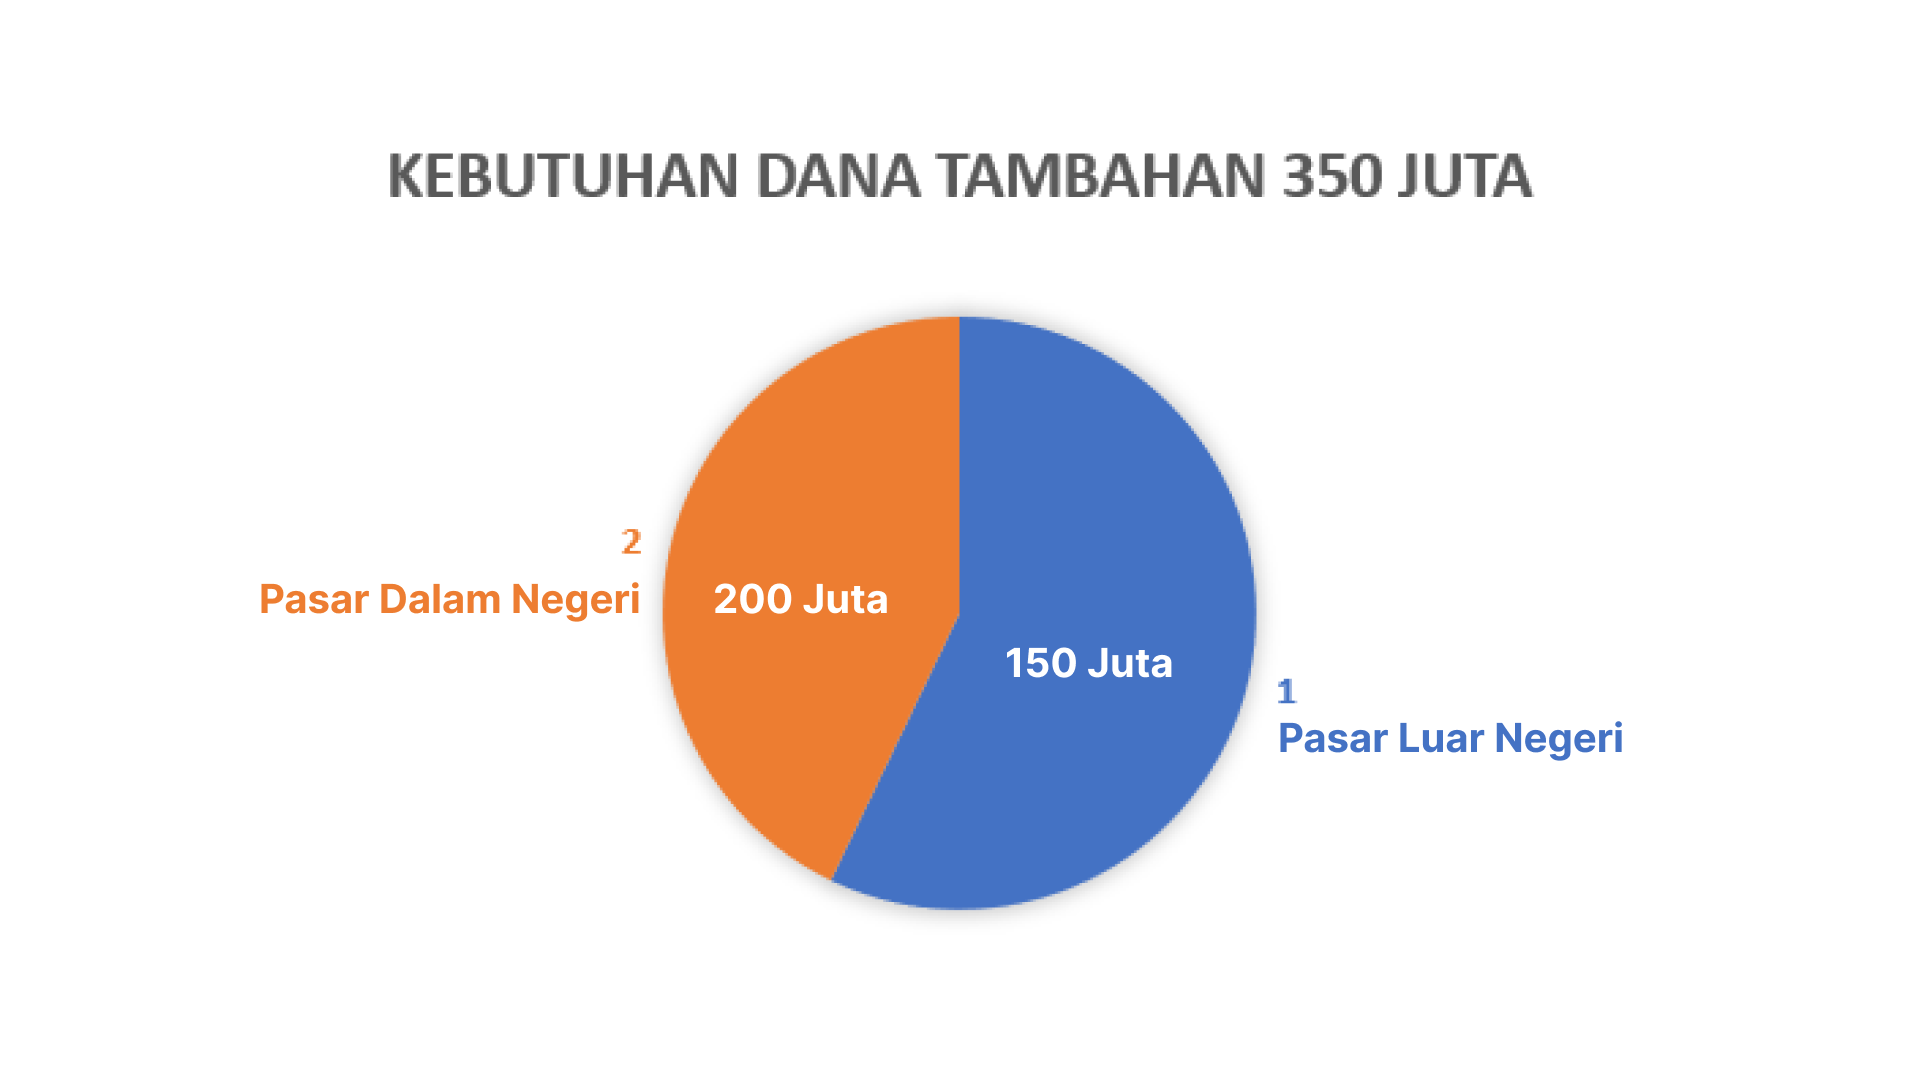 KEBUTUHAN DANA TAMBAHAN 350 JUTA
2
Pasar Dalam Negeri
200 Juta
150 Juta
1
Pasar Luar Negeri